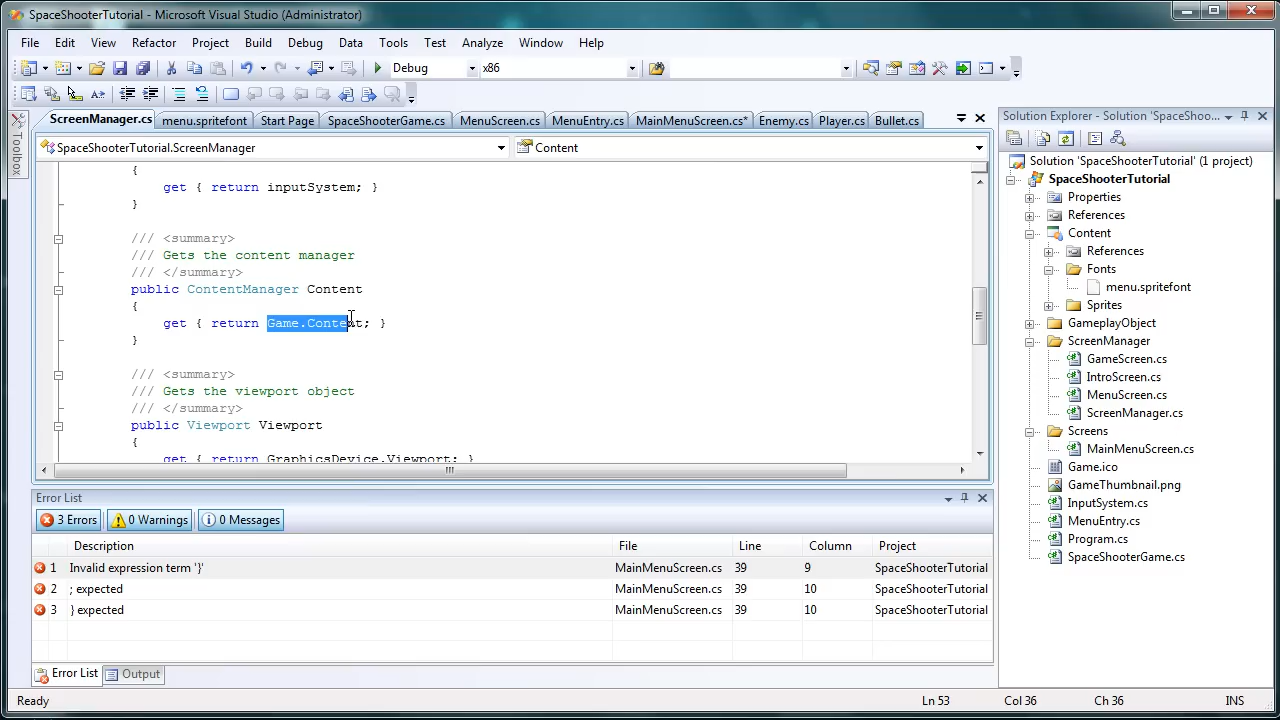 SpaceShooterTutorial - Microsoft Visual Studio (Administrator)
File Edit View Refactor Project Build Debug Data Tools Test Analyze Window Help
Debug x86
ScreenManager.cs menu.spritefont Start Page SpaceShooterGame.cs MenuScreen.cs MenuEntry.cs MainMenuScreen.cs* Enemy.cs Player.cs Bullet.cs
Toolbox
SpaceShooterTutorial.ScreenManager Content
{
get { return inputSystem; }
}
/// <summary>
/// Gets the content manager
/// </summary>
public ContentManager Content
{
get { return Game.Content; }
}
/// <summary>
/// Gets the viewport object
/// </summary>
public Viewport Viewport
{
get { return GraphicsDevice.Viewport; }
Error List
3 Errors 0 Warnings 0 Messages
Description File Line Column Project
1 Invalid expression term '}' MainMenuScreen.cs 39 9 SpaceShooterTutorial
2 ; expected MainMenuScreen.cs 39 10 SpaceShooterTutorial
3 } expected MainMenuScreen.cs 39 10 SpaceShooterTutorial
Error List Output
Solution Explorer - Solution 'SpaceShoo...
Solution 'SpaceShooterTutorial' (1 project)
SpaceShooterTutorial
Properties
References
Content
References
Fonts
menu.spritefont
Sprites
GameplayObject
ScreenManager
GameScreen.cs
IntroScreen.cs
MenuScreen.cs
ScreenManager.cs
Screens
MainMenuScreen.cs
Game.ico
GameThumbnail.png
InputSystem.cs
MenuEntry.cs
Program.cs
SpaceShooterGame.cs
Ready Ln 53 Col 36 Ch 36 INS